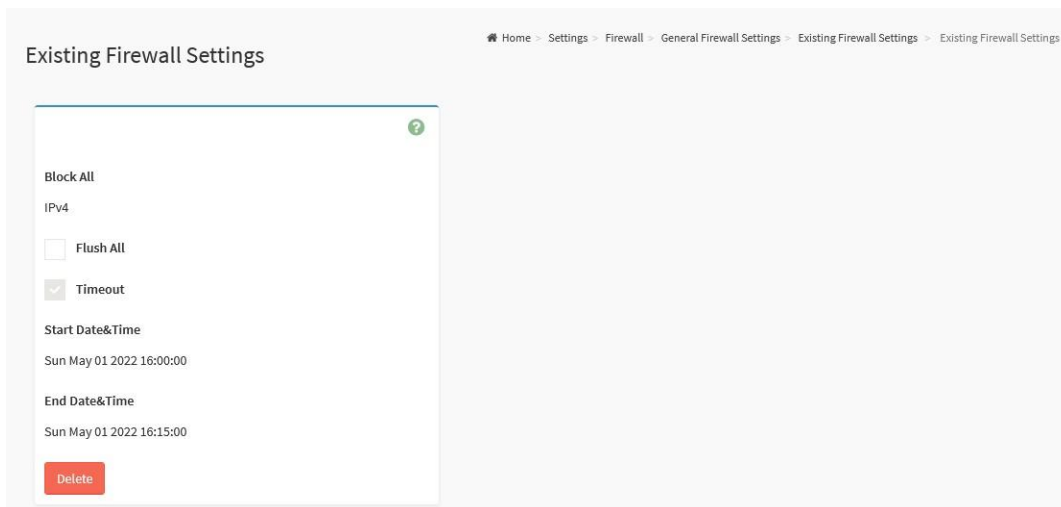 Existing Firewall Settings
Home > Settings > Firewall > General Firewall Settings > Existing Firewall Settings > Existing Firewall Settings
?
Block All
IPv4
Flush All
Timeout
Start Date&Time
Sun May 01 2022 16:00:00
End Date&Time
Sun May 01 2022 16:15:00
Delete